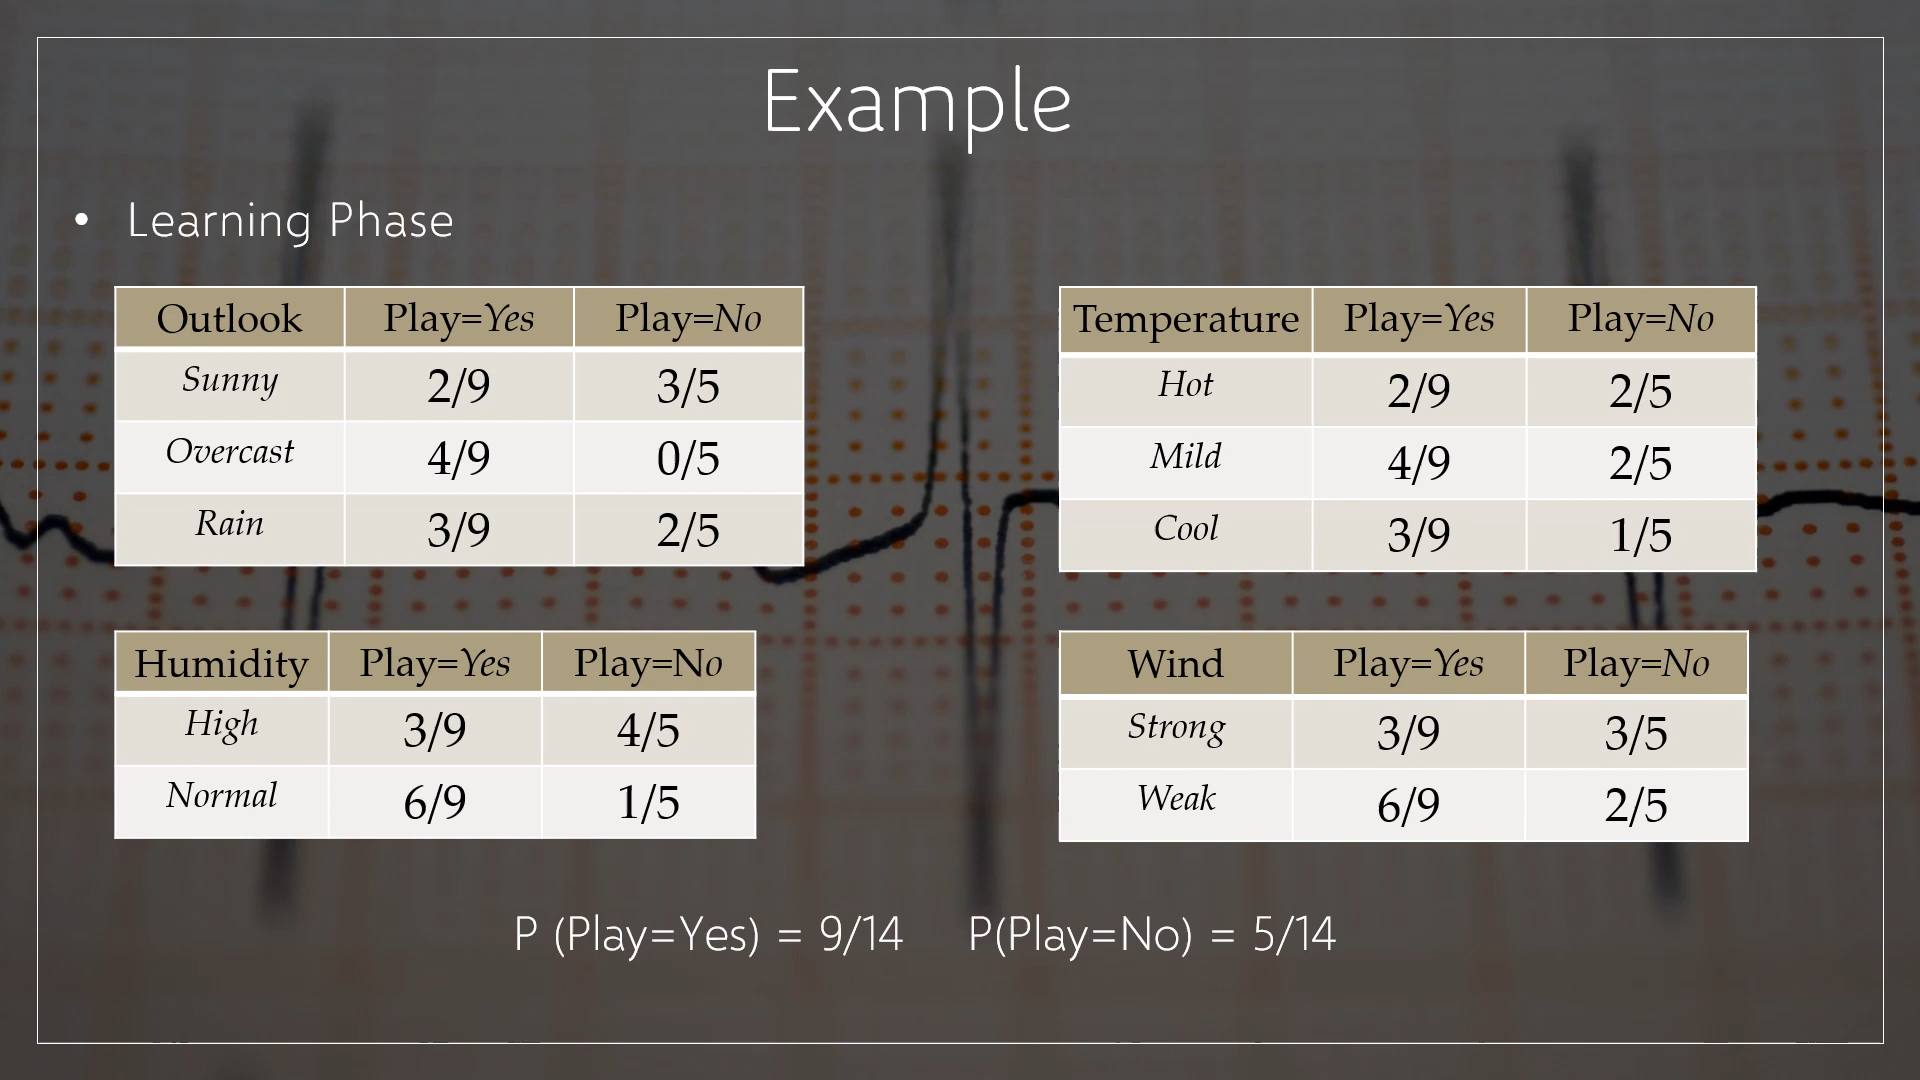 Example
• Learning Phase
Outlook Play=Yes Play=No
Sunny 2/9 3/5
Overcast 4/9 0/5
Rain 3/9 2/5
Temperature Play=Yes Play=No
Hot 2/9 2/5
Mild 4/9 2/5
Cool 3/9 1/5
Humidity Play=Yes Play=No
High 3/9 4/5
Normal 6/9 1/5
Wind Play=Yes Play=No
Strong 3/9 3/5
Weak 6/9 2/5
P (Play=Yes) = 9/14 P(Play=No) = 5/14